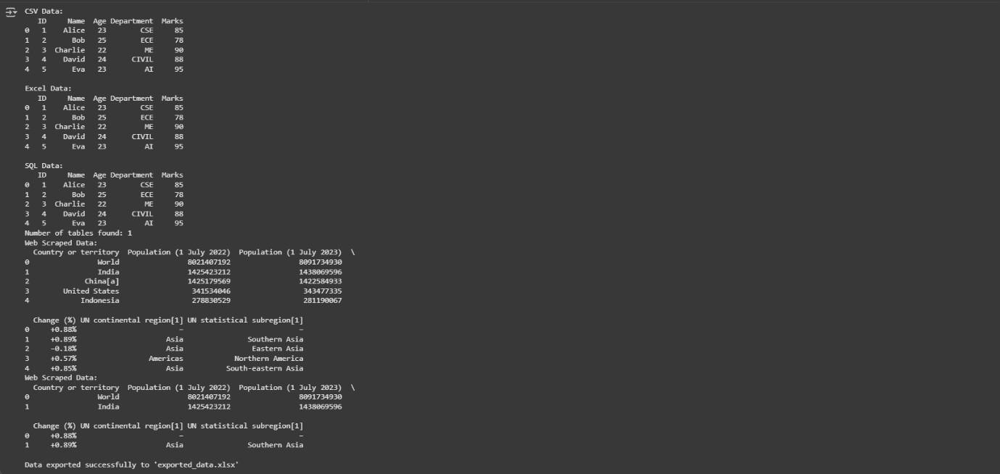 CSV Data:
   ID     Name  Age Department  Marks
0   1    Alice   23        CSE     85
1   2      Bob   25        ECE     78
2   3  Charlie   22         ME     90
3   4    David   24      CIVIL     88
4   5      Eva   23         AI     95

Excel Data:
   ID     Name  Age Department  Marks
0   1    Alice   23        CSE     85
1   2      Bob   25        ECE     78
2   3  Charlie   22         ME     90
3   4    David   24      CIVIL     88
4   5      Eva   23         AI     95

SQL Data:
   ID     Name  Age Department  Marks
0   1    Alice   23        CSE     85
1   2      Bob   25        ECE     78
2   3  Charlie   22         ME     90
3   4    David   24      CIVIL     88
4   5      Eva   23         AI     95
Number of tables found: 1
Web Scraped Data:
  Country or territory  Population (1 July 2022)  Population (1 July 2023)  \
0                World                8021407192                8091734930
1                India                1425423212                1438069596
2             China[a]                1425179569                1422584933
3        United States                 341534046                 343477335
4            Indonesia                 278830529                 281190067

  Change (%) UN continental region[1] UN statistical subregion[1]
0     +0.88%                        –                           –
1     +0.89%                     Asia               Southern Asia
2     −0.18%                     Asia                Eastern Asia
3     +0.57%                 Americas            Northern America
4     +0.85%                     Asia          South-eastern Asia
Web Scraped Data:
  Country or territory  Population (1 July 2022)  Population (1 July 2023)  \
0                World                8021407192                8091734930
1                India                1425423212                1438069596

  Change (%) UN continental region[1] UN statistical subregion[1]
0     +0.88%                        –                           –
1     +0.89%                     Asia               Southern Asia

Data exported successfully to 'exported_data.xlsx'